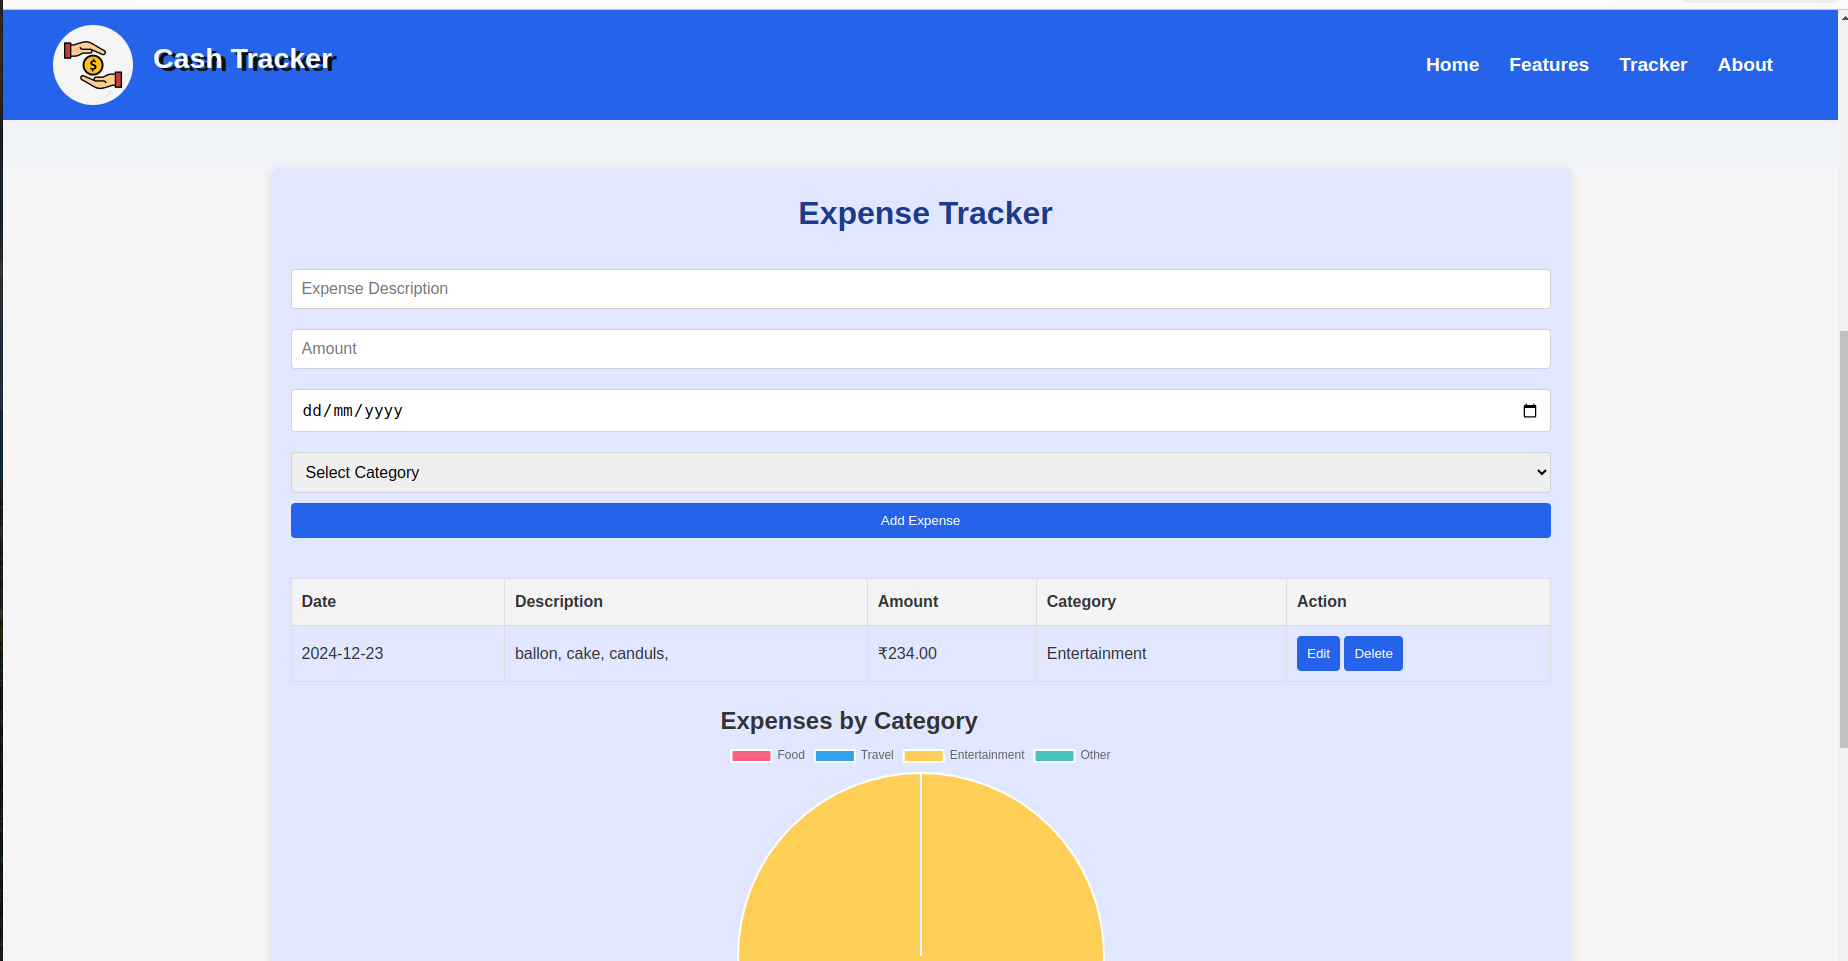 $
Cash Tracker
Home Features Tracker About
Expense Tracker
Expense Description
Amount
dd/mm/yyyy
Select Category
Add Expense
Date Description Amount Category Action
2024-12-23 ballon, cake, canduls, ₹234.00 Entertainment Edit Delete
Expenses by Category
Food Travel Entertainment Other